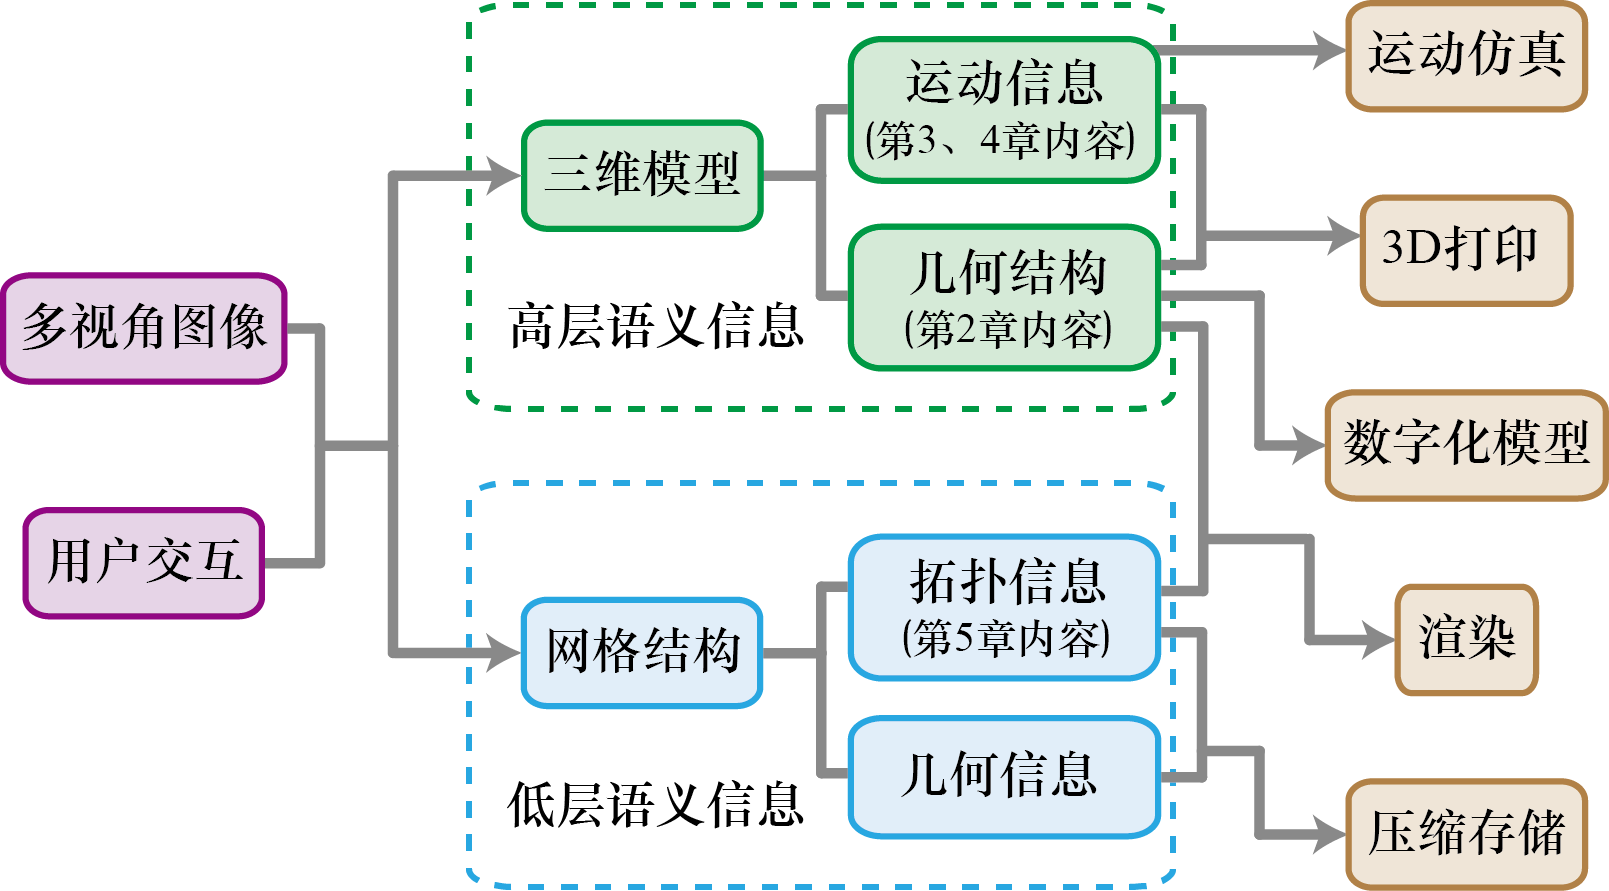 多视角图像
用户交互
三维模型
运动信息
(第3、4章内容)
几何结构
(第2章内容)
高层语义信息
网格结构
拓扑信息
(第5章内容)
几何信息
低层语义信息
运动仿真
3D打印
数字化模型
渲染
压缩存储